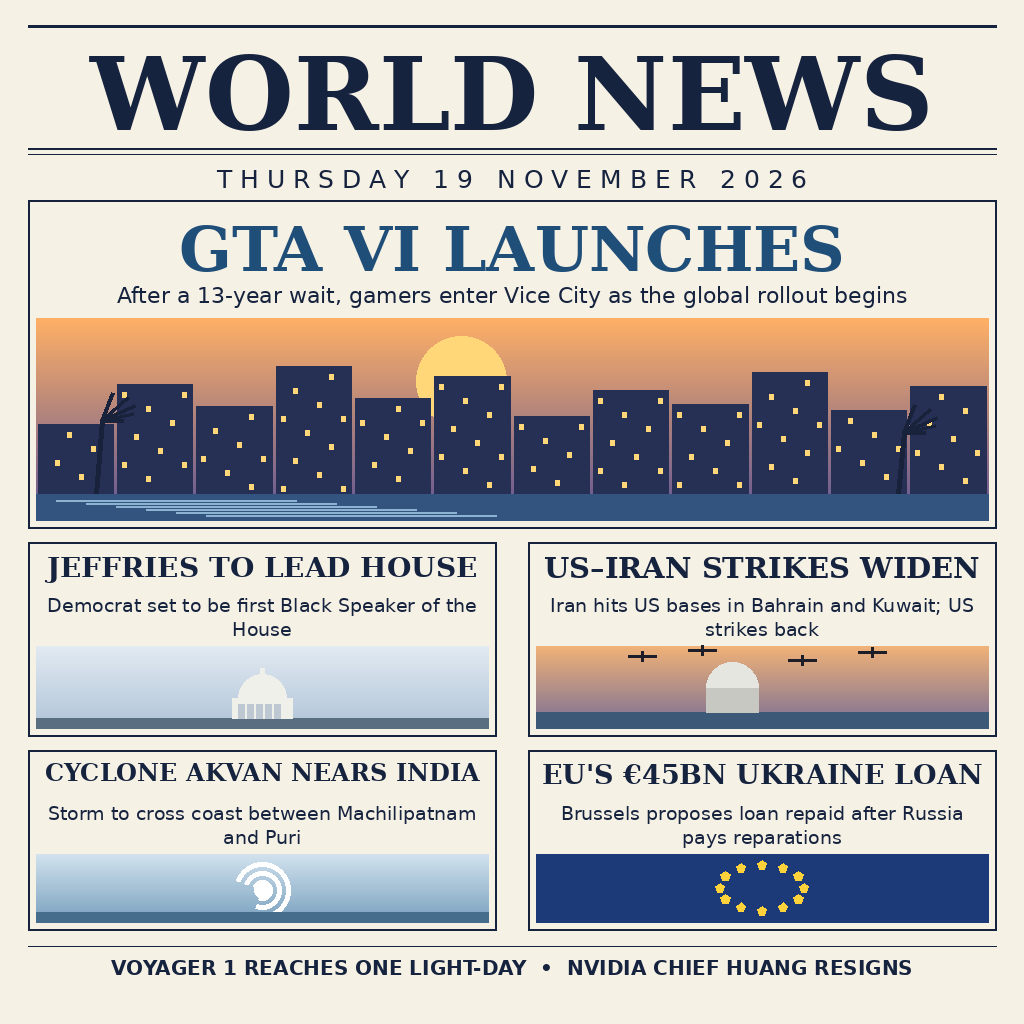 WORLD NEWS
THURSDAY 19 NOVEMBER 2026
GTA VI LAUNCHES
After a 13-year wait, gamers enter Vice City as the global rollout begins
JEFFRIES TO LEAD HOUSE
Democrat set to be first Black Speaker of the
House
US–IRAN STRIKES WIDEN
Iran hits US bases in Bahrain and Kuwait; US
strikes back
CYCLONE AKVAN NEARS INDIA
Storm to cross coast between Machilipatnam
and Puri
EU'S €45BN UKRAINE LOAN
Brussels proposes loan repaid after Russia
pays reparations
VOYAGER 1 REACHES ONE LIGHT-DAY • NVIDIA CHIEF HUANG RESIGNS